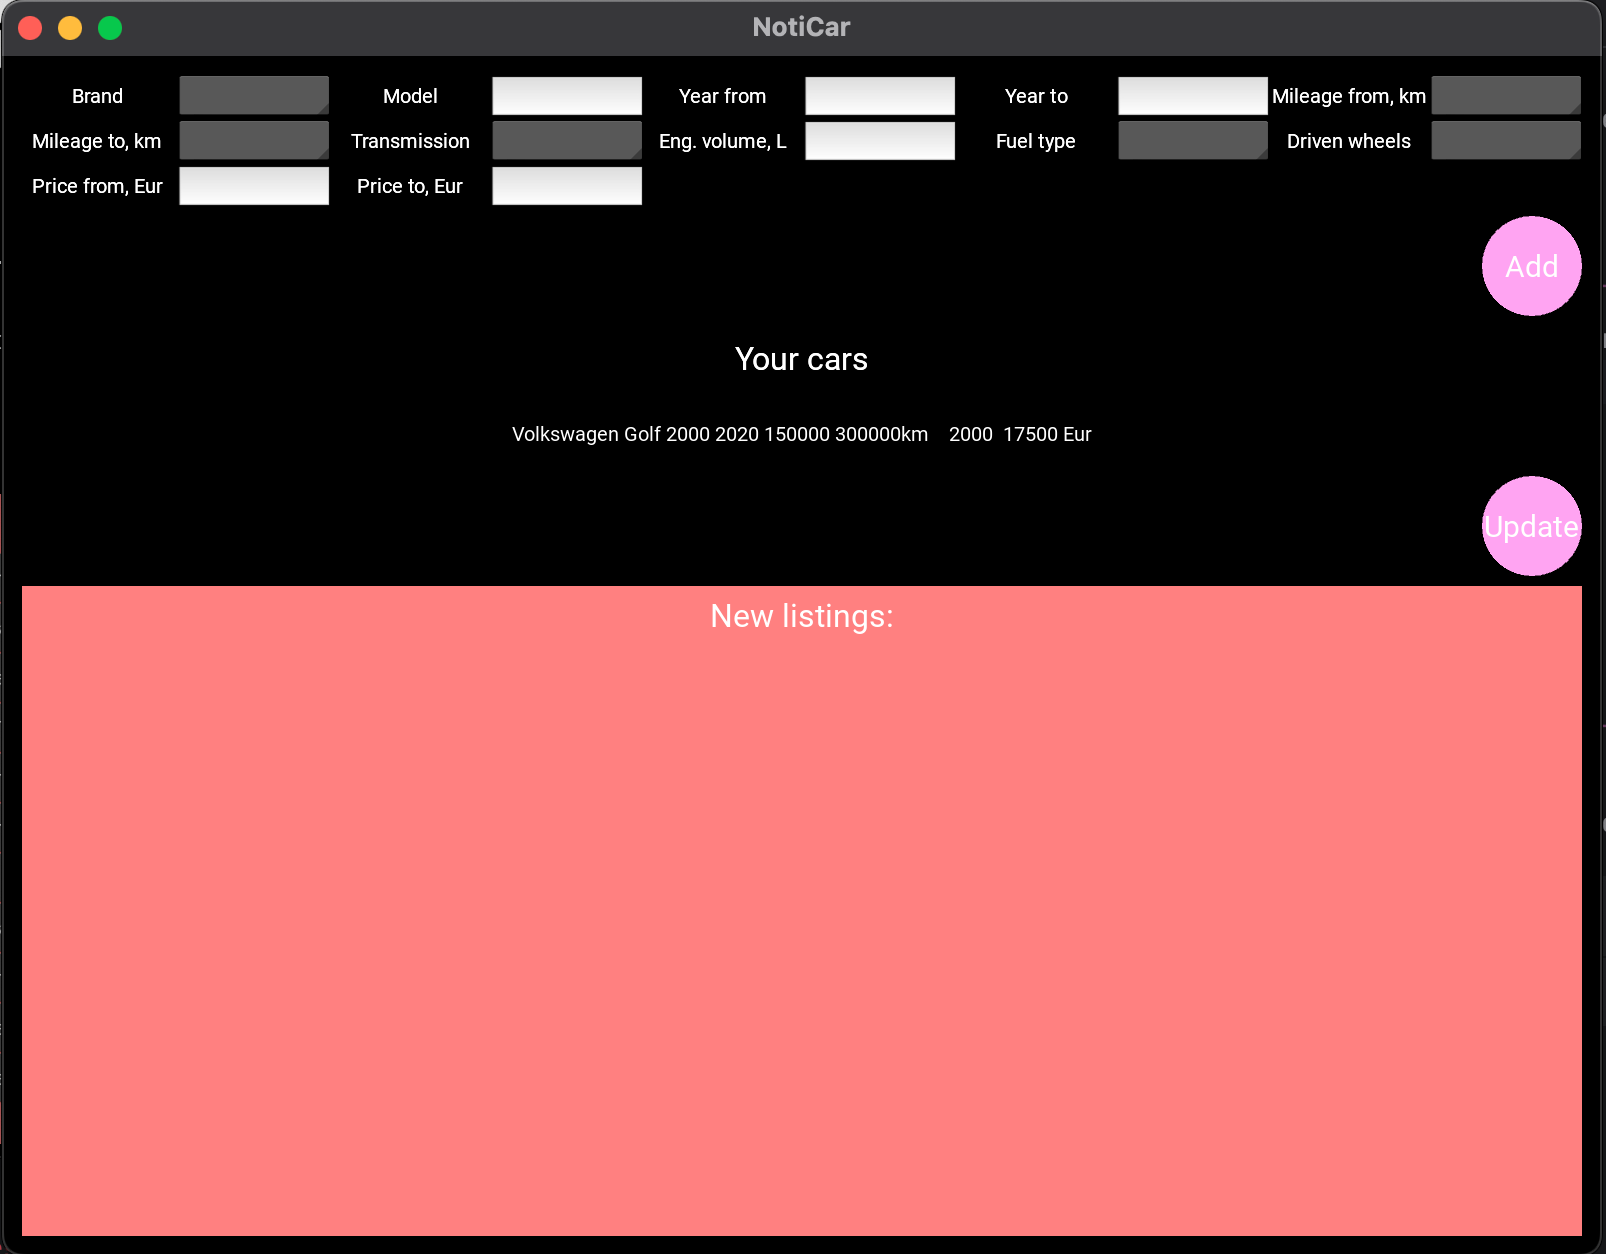 NotiCar
Brand Model Year from Year to Mileage from, km
Mileage to, km Transmission Eng. volume, L Fuel type Driven wheels
Price from, Eur Price to, Eur
Add
Your cars
Volkswagen Golf 2000 2020 150000 300000km 2000 17500 Eur
Update
New listings: